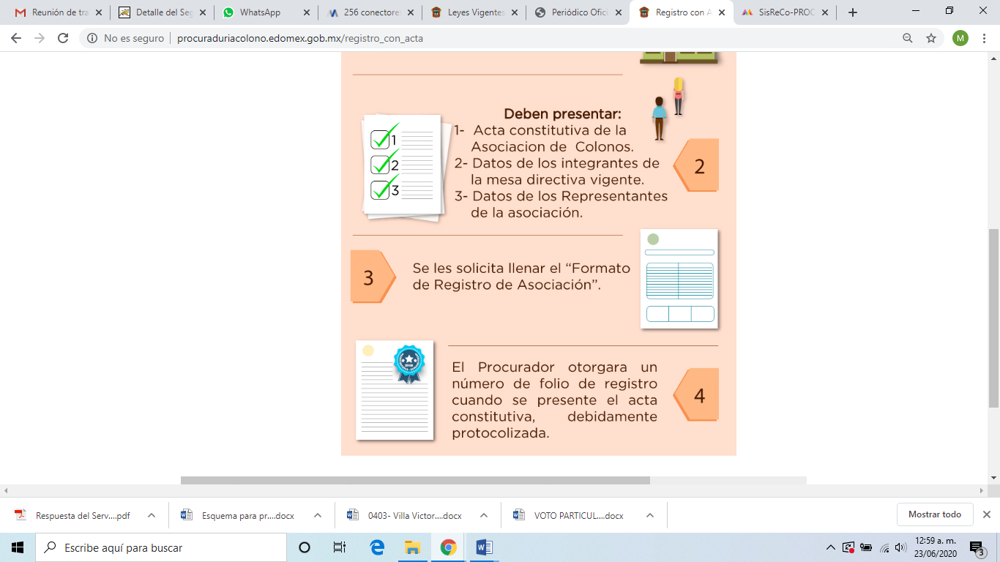 Reunión de tra
Detalle del Seg
WhatsApp
256 conectore
Leyes Vigentes
Periódico Ofici
Registro con A
SisReCo-PROC
No es seguro
procuraduriacolono.edomex.gob.mx/registro_con_acta
M
Deben presentar:
1- Acta constitutiva de la
Asociacion de Colonos.
2- Datos de los integrantes de
la mesa directiva vigente.
3- Datos de los Representantes
de la asociación.
1
2
3
2
3
Se les solicita llenar el “Formato
de Registro de Asociación”.
El Procurador otorgara un
número de folio de registro
cuando se presente el acta
constitutiva, debidamente
protocolizada.
4
Respuesta del Serv....pdf
Esquema para pr....docx
0403- Villa Victor....docx
VOTO PARTICUL....docx
Mostrar todo
Escribe aquí para buscar
12:59 a. m.
23/06/2020
3